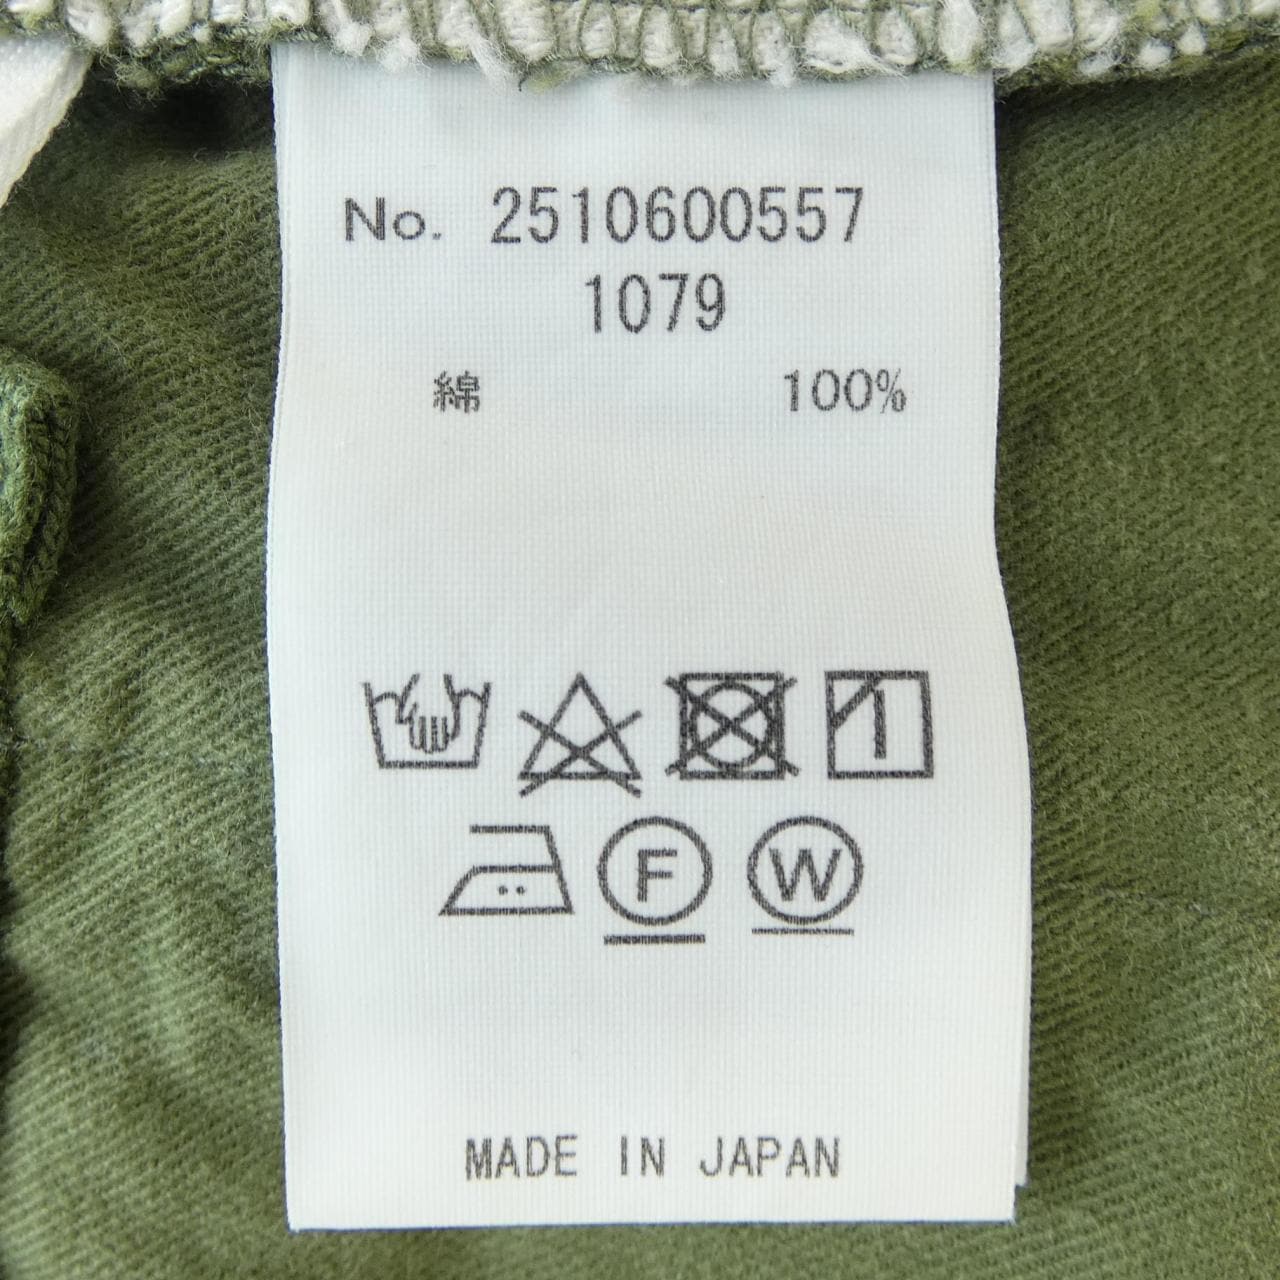 No. 2510600557
1079
綿 100%
F W
MADE IN JAPAN